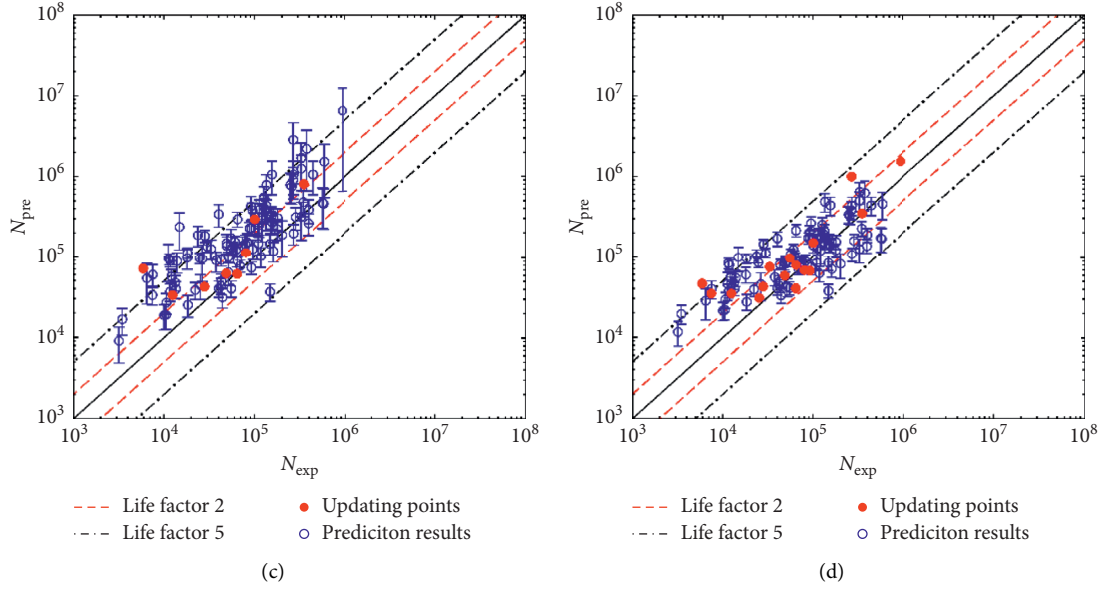 10^8
10^7
10^6
10^5
10^4
10^3
N_pre
10^3 10^4 10^5 10^6 10^7 10^8
N_exp
Life factor 2
Life factor 5
Updating points
Prediciton results
(c)
10^8
10^7
10^6
10^5
10^4
10^3
N_pre
10^3 10^4 10^5 10^6 10^7 10^8
N_exp
Life factor 2
Life factor 5
Updating points
Prediciton results
(d)